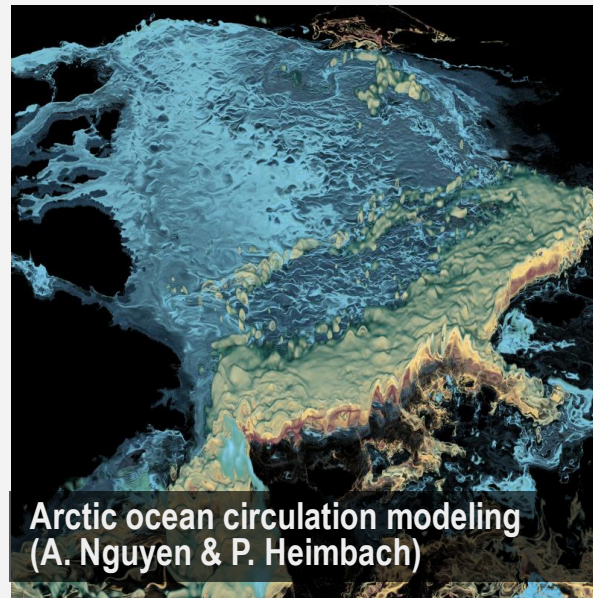 Arctic ocean circulation modeling
(A. Nguyen & P. Heimbach)